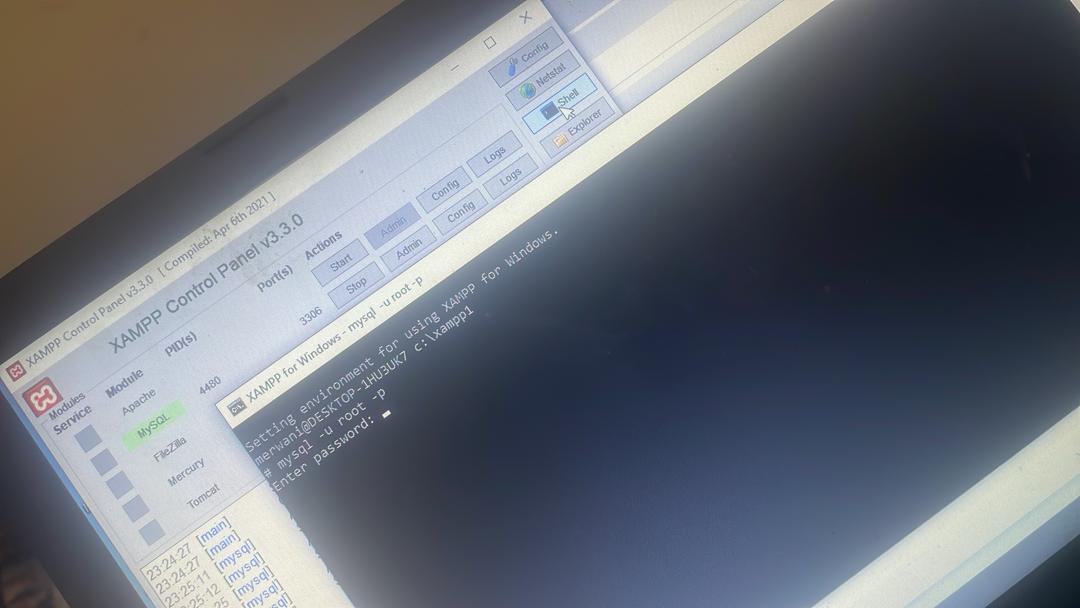 XAMPP Control Panel v3.3.0 [ Compiled: Apr 6th 2021 ]
XAMPP Control Panel v3.3.0
Config
Netstat
Shell
Explorer
Modules
Service Module PID(s) Port(s) Actions
Apache Start Admin Config Logs
MySQL 4480 3306 Stop Admin Config Logs
FileZilla
Mercury
Tomcat
23:24:27 [main]
23:24:27 [main]
23:25:11 [mysql]
23:25:12 [mysql]
[mysql]
XAMPP for Windows - mysql -u root -p
Setting environment for using XAMPP for Windows.
merwani@DESKTOP-1HU3UK7 c:\xampp1
# mysql -u root -p
Enter password: